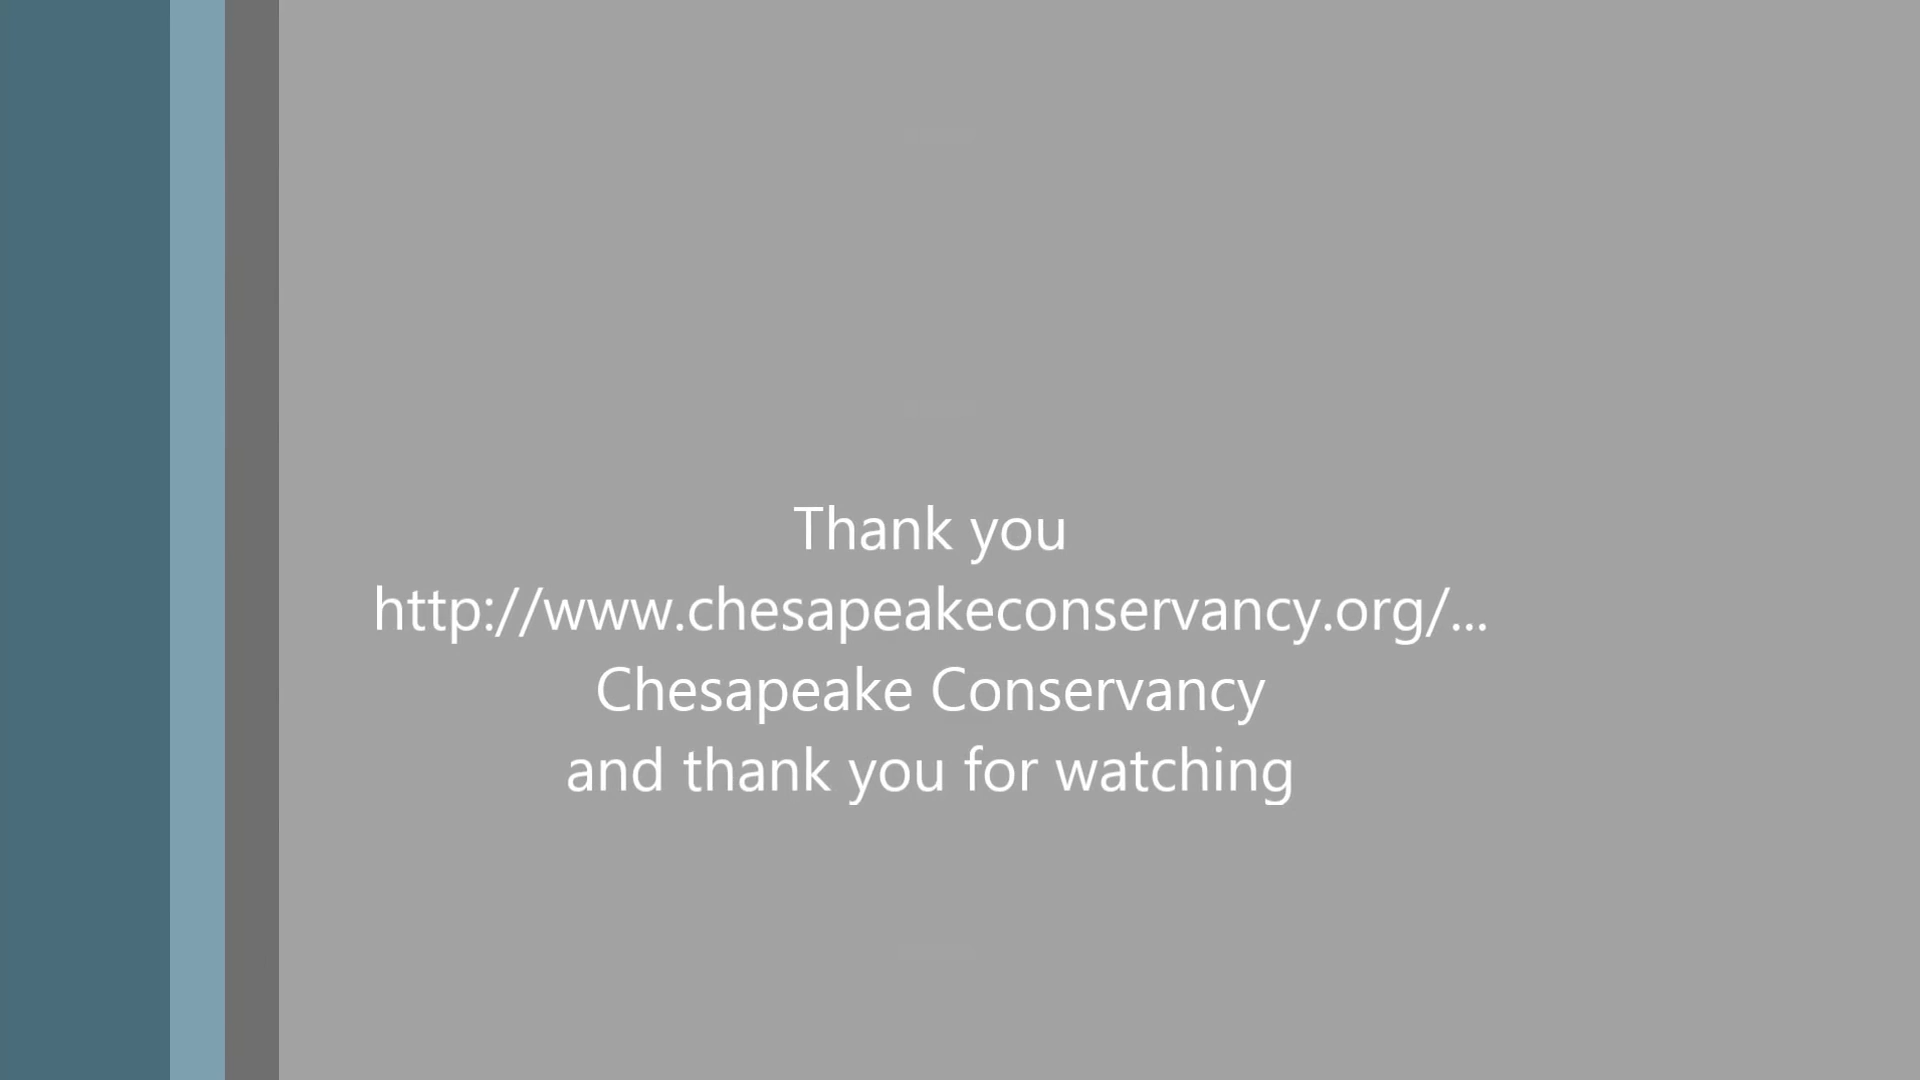 Thank you
http://www.chesapeakeconservancy.org/...
Chesapeake Conservancy
and thank you for watching